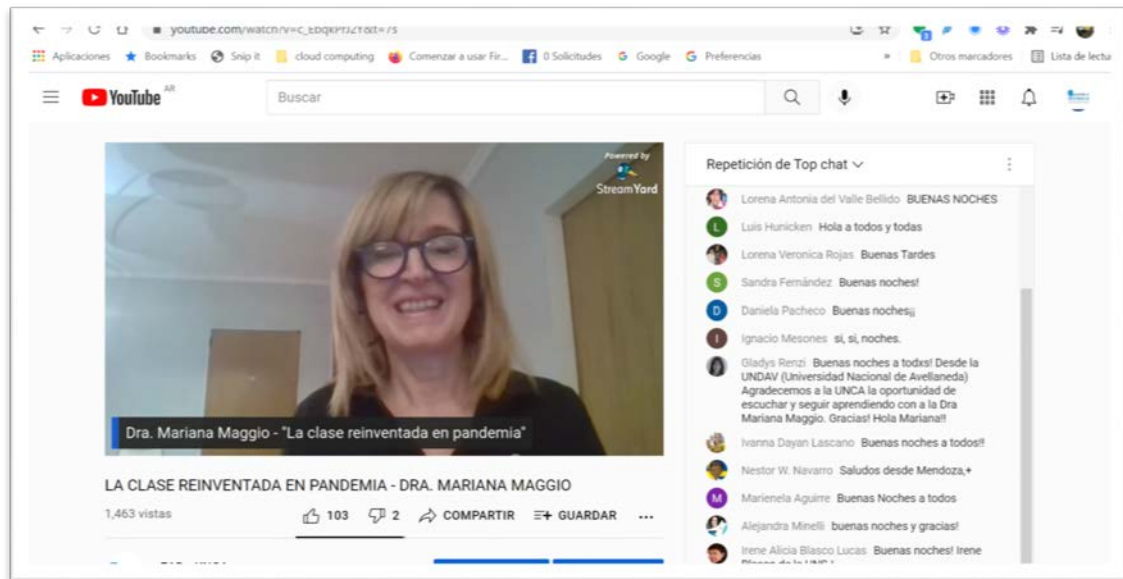 youtube.com/watch?v=c_EbqkPrJZY&t=7s
Aplicaciones Bookmarks Snip it cloud computing Comenzar a usar Fir... 0 Solicitudes Google Preferencias » Otros marcadores Lista de lectu
YouTube AR
Buscar
Powered by
StreamYard
Dra. Mariana Maggio - "La clase reinventada en pandemia"
LA CLASE REINVENTADA EN PANDEMIA - DRA. MARIANA MAGGIO
1,463 vistas
103 2 COMPARTIR GUARDAR ...
Repetición de Top chat
Lorena Antonia del Valle Bellido BUENAS NOCHES
L Luis Hunicken Hola a todos y todas
Lorena Veronica Rojas Buenas Tardes
S Sandra Fernández Buenas noches!
D Daniela Pacheco Buenas noches¡¡
I Ignacio Mesones si, si, noches.
Gladys Renzi Buenas noches a todxs! Desde la
UNDAV (Universidad Nacional de Avellaneda)
Agradecemos a la UNCA la oportunidad de
escuchar y seguir aprendiendo con a la Dra
Mariana Maggio. Gracias! Hola Mariana!!
Ivanna Dayan Lascano Buenas noches a todos!!
Nestor W. Navarro Saludos desde Mendoza,+
M Marienela Aguirre Buenas Noches a todos
Alejandra Minelli buenas noches y gracias!
Irene Alicia Blasco Lucas Buenas noches! Irene